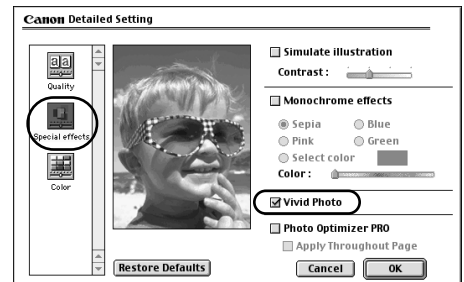 Canon Detailed Setting
Quality
Special effects
Color
Simulate illustration
Contrast :
Monochrome effects
Sepia
Blue
Pink
Green
Select color
Color :
Vivid Photo
Photo Optimizer PRO
Apply Throughout Page
Restore Defaults
Cancel
OK